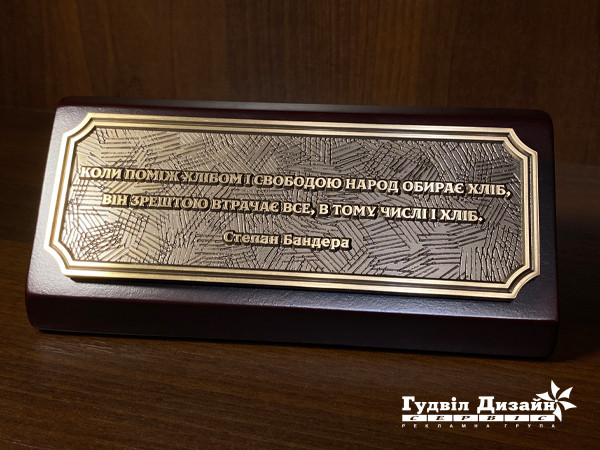 КОЛИ ПОМІЖ ХЛІБОМ І СВОБОДОЮ НАРОД ОБИРАЄ ХЛІБ,
ВІН ЗРЕШТОЮ ВТРАЧАЄ ВСЕ, В ТОМУ ЧИСЛІ І ХЛІБ.
Степан Бандера
Гудвіл Дизайн
СЕРВІС
РЕКЛАМНА ГРУПА